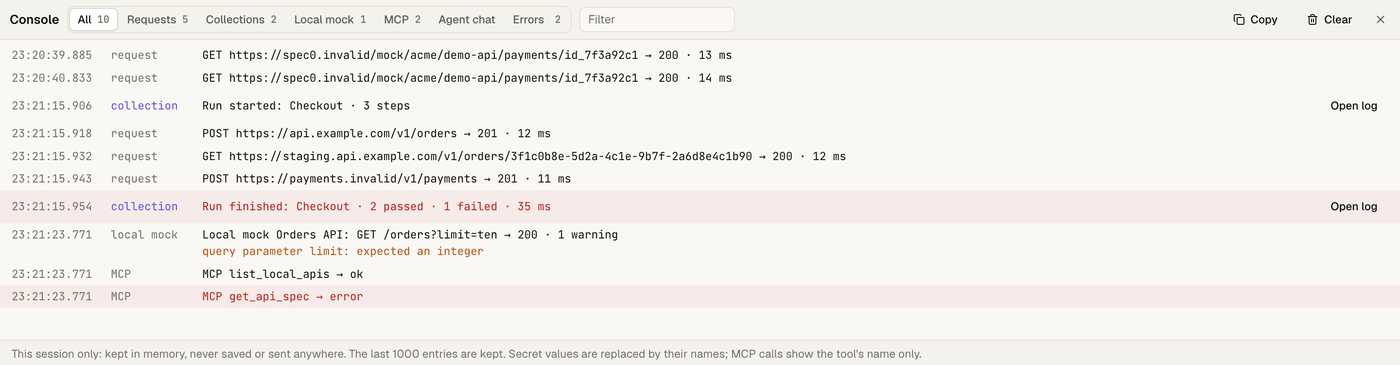 Console All 10 Requests 5 Collections 2 Local mock 1 MCP 2 Agent chat Errors 2 Filter Copy Clear
23:20:39.885 request GET https://spec0.invalid/mock/acme/demo-api/payments/id_7f3a92c1 → 200 · 13 ms
23:20:40.833 request GET https://spec0.invalid/mock/acme/demo-api/payments/id_7f3a92c1 → 200 · 14 ms
23:21:15.906 collection Run started: Checkout · 3 steps Open log
23:21:15.918 request POST https://api.example.com/v1/orders → 201 · 12 ms
23:21:15.932 request GET https://staging.api.example.com/v1/orders/3f1c0b8e-5d2a-4c1e-9b7f-2a6d8e4c1b90 → 200 · 12 ms
23:21:15.943 request POST https://payments.invalid/v1/payments → 201 · 11 ms
23:21:15.954 collection Run finished: Checkout · 2 passed · 1 failed · 35 ms Open log
23:21:23.771 local mock Local mock Orders API: GET /orders?limit=ten → 200 · 1 warning
query parameter limit: expected an integer
23:21:23.771 MCP MCP list_local_apis → ok
23:21:23.771 MCP MCP get_api_spec → error
This session only: kept in memory, never saved or sent anywhere. The last 1000 entries are kept. Secret values are replaced by their names; MCP calls show the tool's name only.